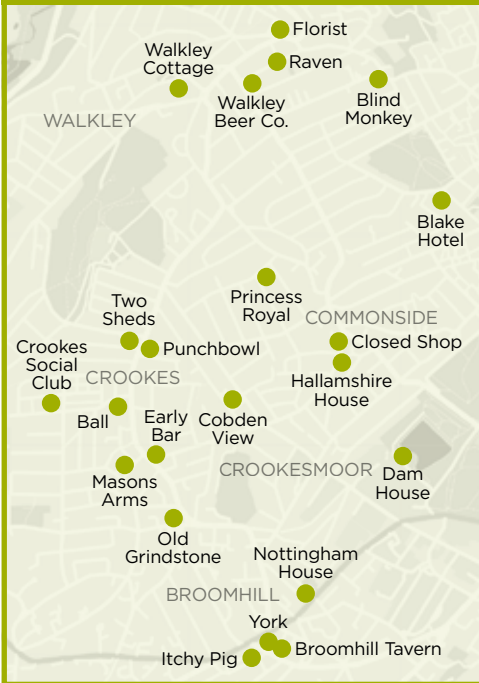 Florist
Walkley
Cottage
Raven
Walkley
Beer Co.
Blind
Monkey
WALKLEY
Blake
Hotel
Princess
Royal
Two
Sheds
COMMONSIDE
Closed Shop
Punchbowl
Crookes
Social
Club
CROOKES
Hallamshire
House
Ball
Early
Bar
Cobden
View
CROOKESMOOR
Dam
House
Masons
Arms
Old
Grindstone
Nottingham
House
BROOMHILL
York
Broomhill Tavern
Itchy Pig